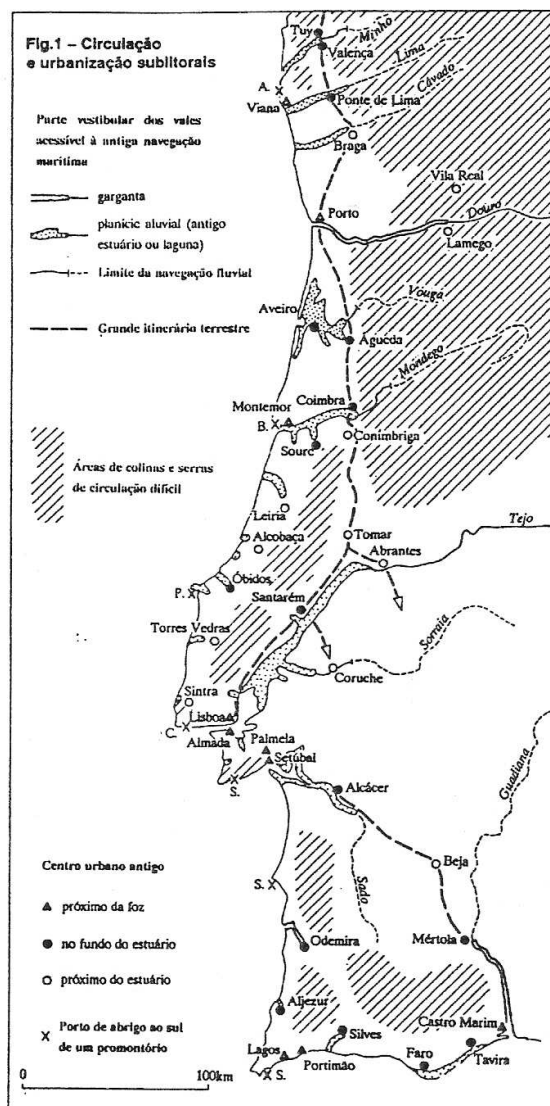 Fig.1 – Circulação
e urbanização sublitorais
Parte vestibular dos vales
acessível à antiga navegação
marítima
garganta
planície aluvial (antigo
estuário ou laguna)
Limite da navegação fluvial
Grande itinerário terrestre
Áreas de colinas e serras
de circulação difícil
Centro urbano antigo
próximo da foz
no fundo do estuário
próximo do estuário
Porto de abrigo ao sul
de um promontório
0 100km
Tuy
Minho
Valença
Lima
A.
Viana
Ponte de Lima
Cávado
Braga
Vila Real
Porto
Douro
Lamego
Aveiro
Vouga
Águeda
Mondego
Coimbra
Montemor
B.
Conimbriga
Soure
Leiria
Alcobaça
Tomar
Tejo
Abrantes
P.
Óbidos
Santarém
Torres Vedras
Sorraia
Coruche
Sintra
Lisboa
C.
Almada
Palmela
Setúbal
S.
Guadiana
Alcácer
Beja
S.
Sado
Odemira
Mértola
Aljezur
Silves
Castro Marim
Lagos
Portimão
Faro
Tavira
S.